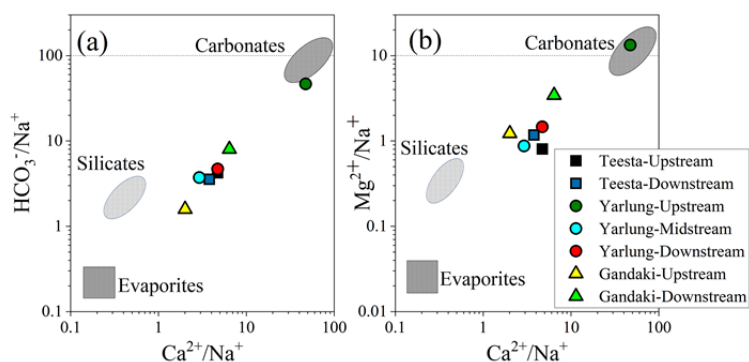 (a)
Carbonates
Silicates
Evaporites
HCO₃⁻/Na⁺
100
10
1
0.1
0.1 1 10 100
Ca²⁺/Na⁺
(b)
Carbonates
Silicates
Evaporites
Mg²⁺/Na⁺
100
10
1
0.1
0.01
0.1 1 10 100
Ca²⁺/Na⁺
Teesta-Upstream
Teesta-Downstream
Yarlung-Upstream
Yarlung-Midstream
Yarlung-Downstream
Gandaki-Upstream
Gandaki-Downstream